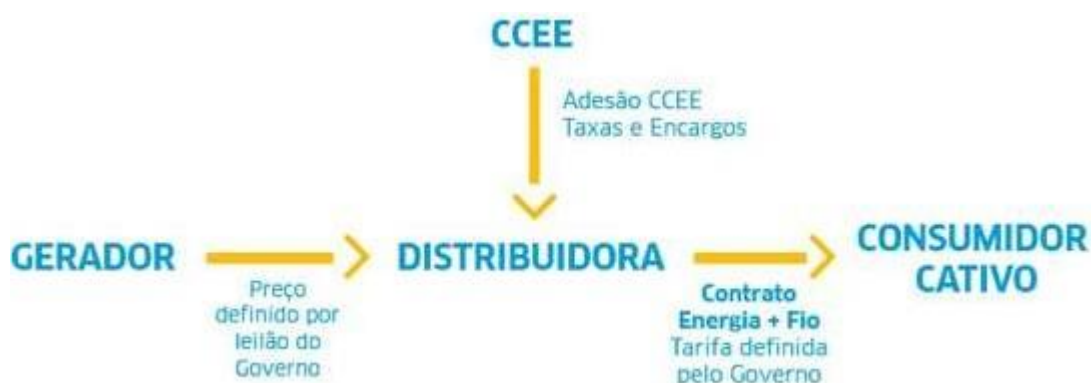 CCEE
Adesão CCEE
Taxas e Encargos
GERADOR
Preço
definido por
leilão do
Governo
DISTRIBUIDORA
Contrato
Energia + Fio
Tarifa definida
pelo Governo
CONSUMIDOR
CATIVO